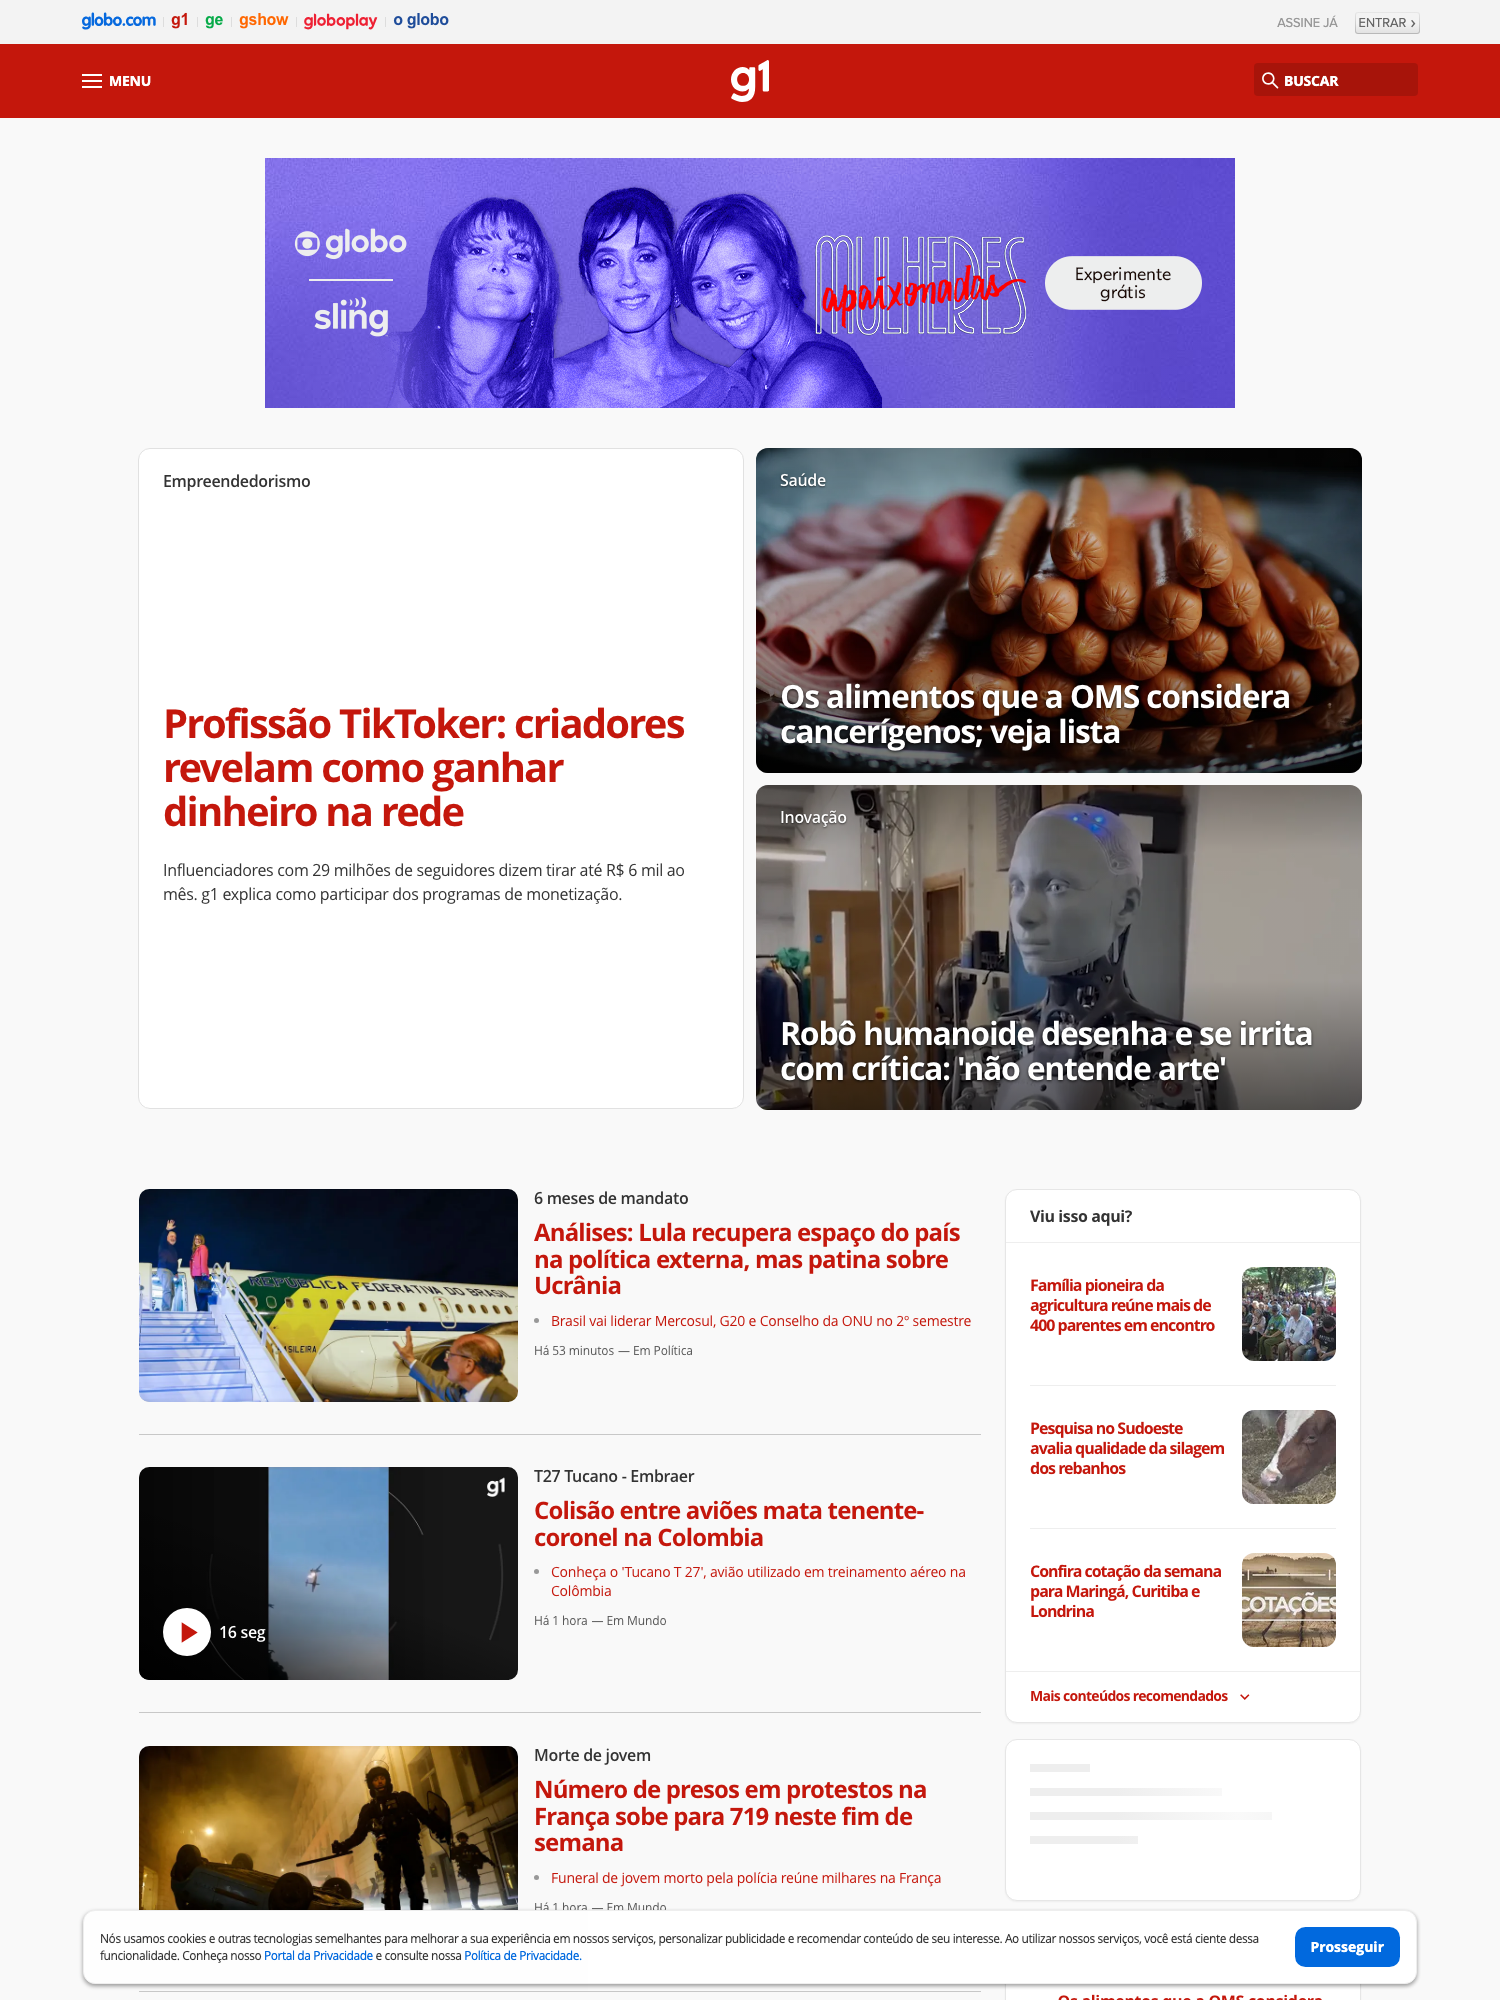 globo.com
g1
ge
gshow
globoplay
o globo
ASSINE JÁ
ENTRAR ›
MENU
g1
BUSCAR
globo
sling
MULHERES
apaixonadas
Experimente
grátis
Empreendedorismo
Profissão TikToker: criadores
revelam como ganhar
dinheiro na rede
Influenciadores com 29 milhões de seguidores dizem tirar até R$ 6 mil ao
mês. g1 explica como participar dos programas de monetização.
Saúde
Os alimentos que a OMS considera
cancerígenos; veja lista
Inovação
Robô humanoide desenha e se irrita
com crítica: 'não entende arte'
REPÚBLICA FEDERATIVA DO BRASIL
6 meses de mandato
Análises: Lula recupera espaço do país
na política externa, mas patina sobre
Ucrânia
Brasil vai liderar Mercosul, G20 e Conselho da ONU no 2º semestre
Há 53 minutos — Em Política
g1
16 seg
T27 Tucano - Embraer
Colisão entre aviões mata tenente-
coronel na Colombia
Conheça o 'Tucano T 27', avião utilizado em treinamento aéreo na
Colômbia
Há 1 hora — Em Mundo
Morte de jovem
Número de presos em protestos na
França sobe para 719 neste fim de
semana
Funeral de jovem morto pela polícia reúne milhares na França
Há 1 hora — Em Mundo
Viu isso aqui?
Família pioneira da
agricultura reúne mais de
400 parentes em encontro
Pesquisa no Sudoeste
avalia qualidade da silagem
dos rebanhos
Confira cotação da semana
para Maringá, Curitiba e
Londrina
COTAÇÕES
Mais conteúdos recomendados
Nós usamos cookies e outras tecnologias semelhantes para melhorar a sua experiência em nossos serviços, personalizar publicidade e recomendar conteúdo de seu interesse. Ao utilizar nossos serviços, você está ciente dessa
funcionalidade. Conheça nosso Portal da Privacidade e consulte nossa Política de Privacidade.
Prosseguir
Os alimentos que a OMS considera